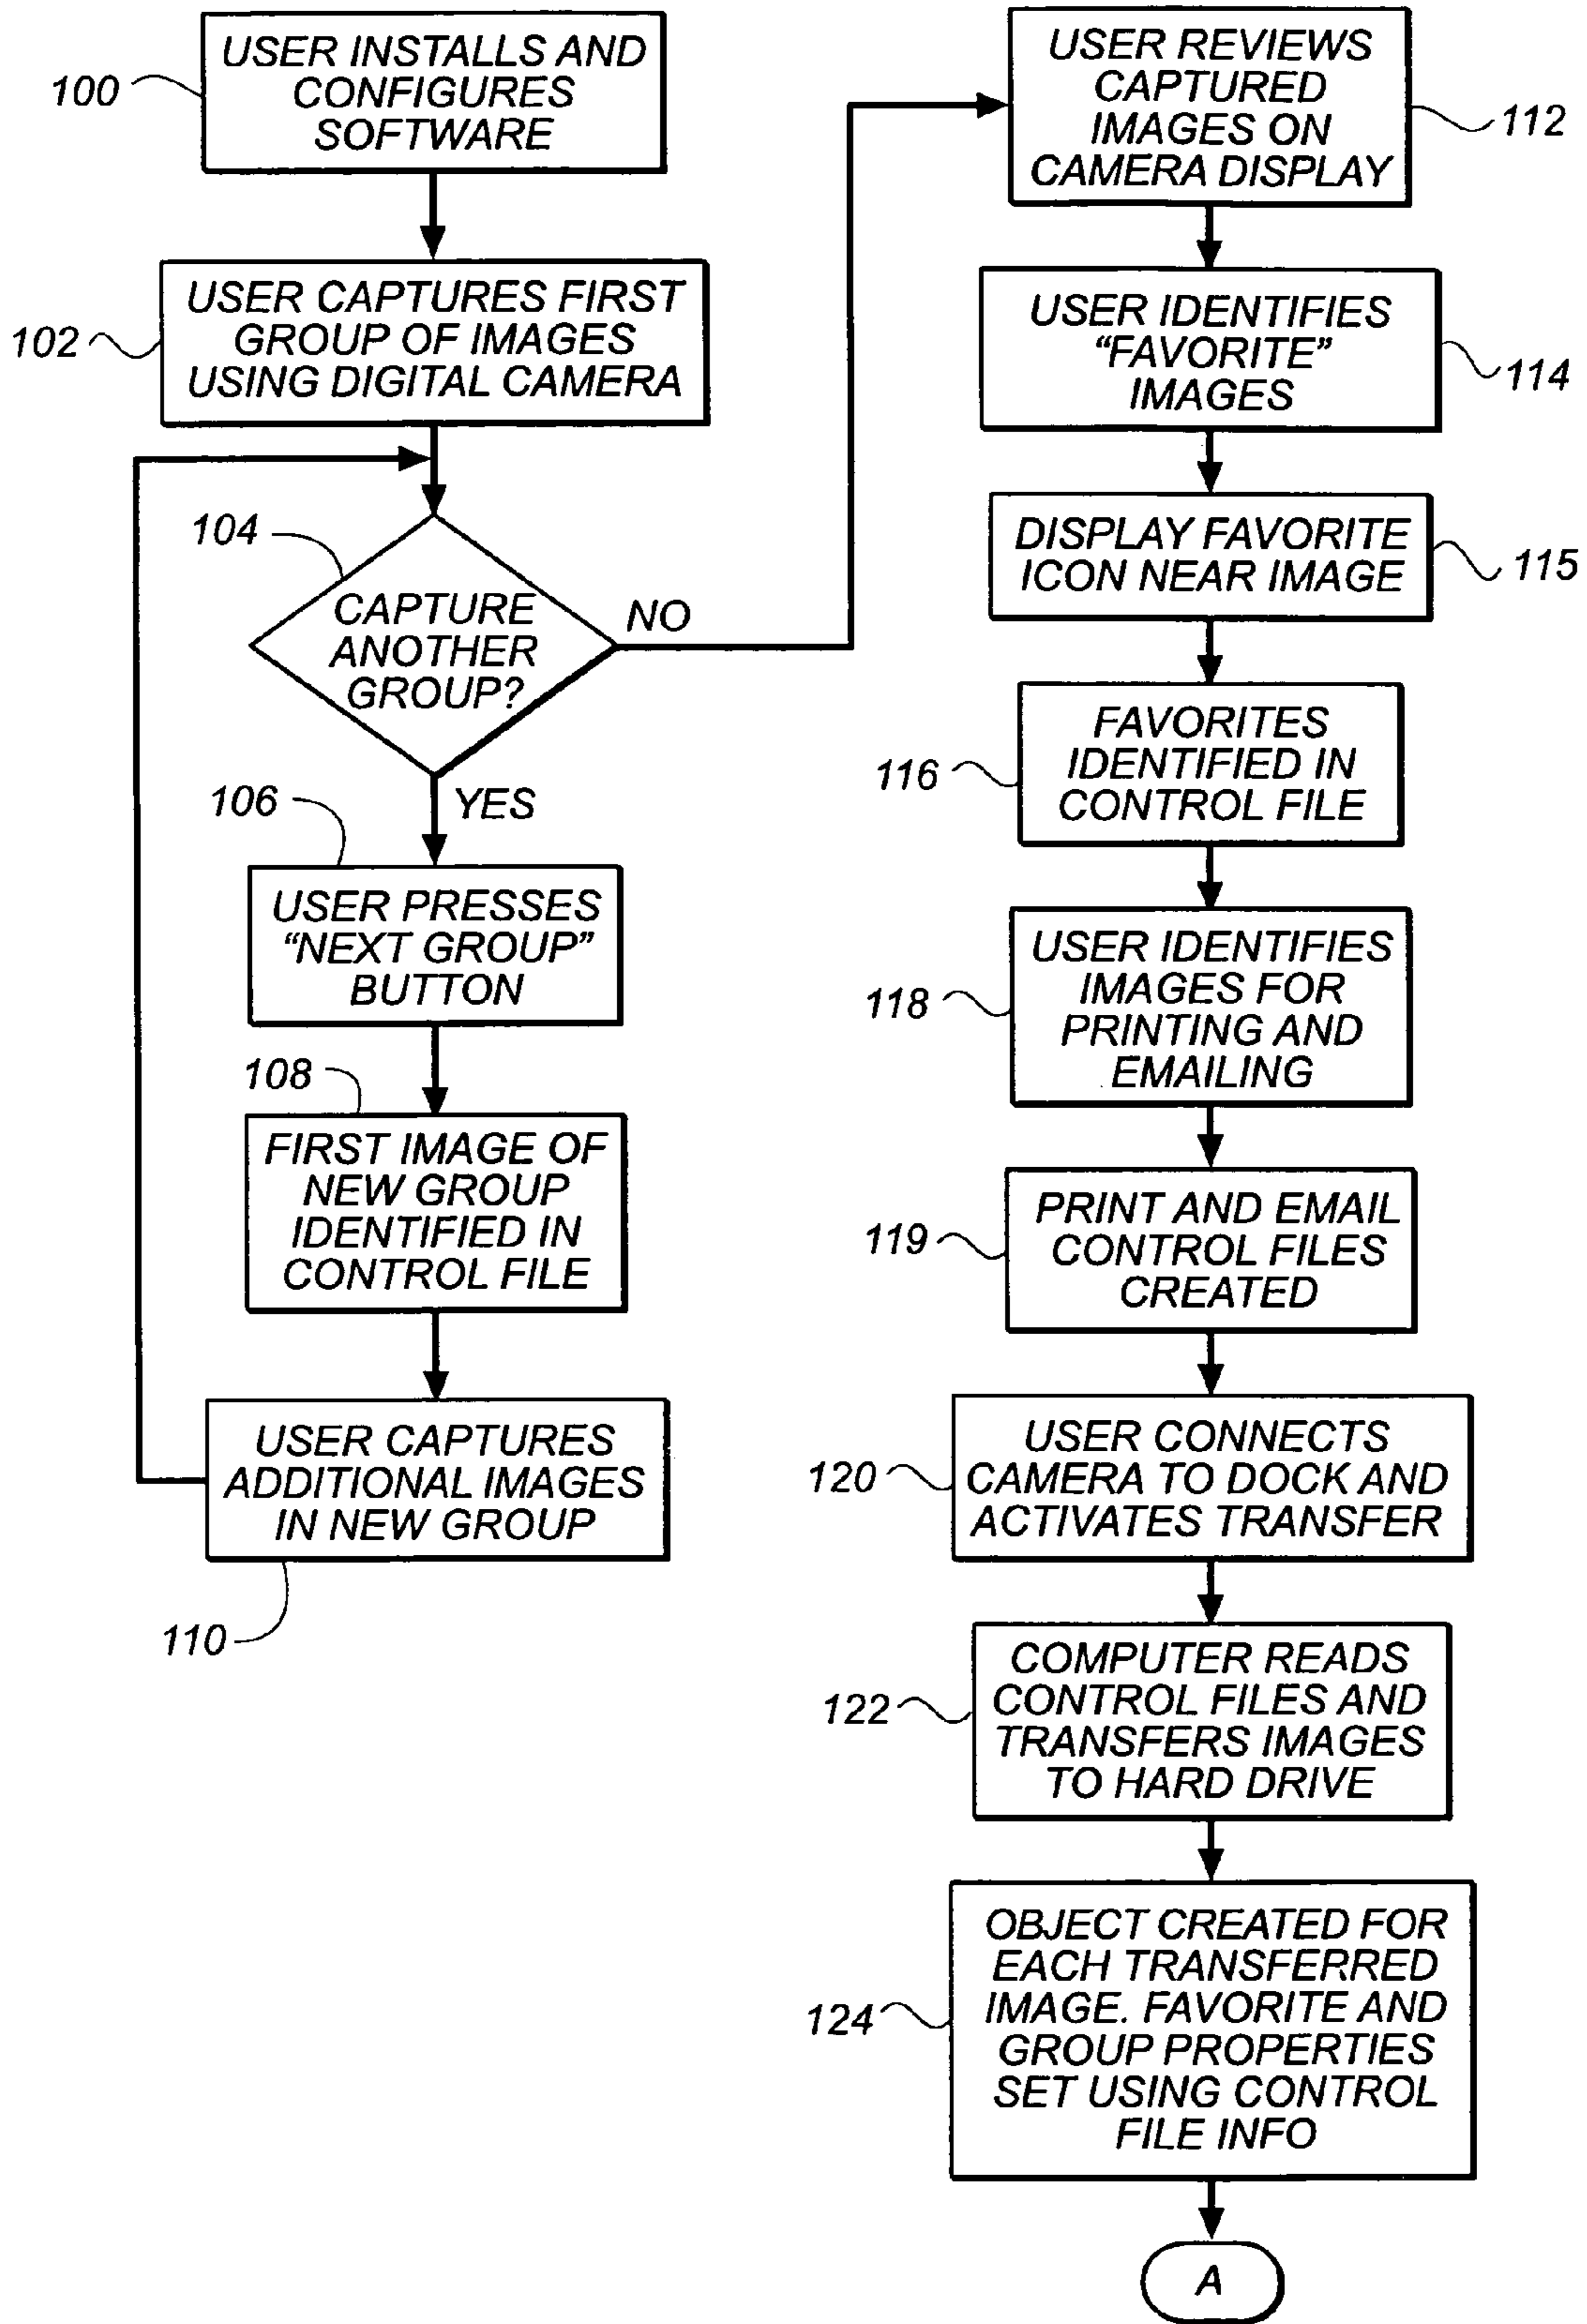 100
USER INSTALLS AND
CONFIGURES
SOFTWARE
102
USER CAPTURES FIRST
GROUP OF IMAGES
USING DIGITAL CAMERA
104
CAPTURE
ANOTHER
GROUP?
NO
YES
106
USER PRESSES
“NEXT GROUP”
BUTTON
108
FIRST IMAGE OF
NEW GROUP
IDENTIFIED IN
CONTROL FILE
USER CAPTURES
ADDITIONAL IMAGES
IN NEW GROUP
110
USER REVIEWS
CAPTURED
IMAGES ON
CAMERA DISPLAY
112
USER IDENTIFIES
“FAVORITE”
IMAGES
114
DISPLAY FAVORITE
ICON NEAR IMAGE
115
FAVORITES
IDENTIFIED IN
CONTROL FILE
116
USER IDENTIFIES
IMAGES FOR
PRINTING AND
EMAILING
118
PRINT AND EMAIL
CONTROL FILES
CREATED
119
USER CONNECTS
CAMERA TO DOCK AND
ACTIVATES TRANSFER
120
COMPUTER READS
CONTROL FILES AND
TRANSFERS IMAGES
TO HARD DRIVE
122
OBJECT CREATED FOR
EACH TRANSFERRED
IMAGE. FAVORITE AND
GROUP PROPERTIES
SET USING CONTROL
FILE INFO
124
A